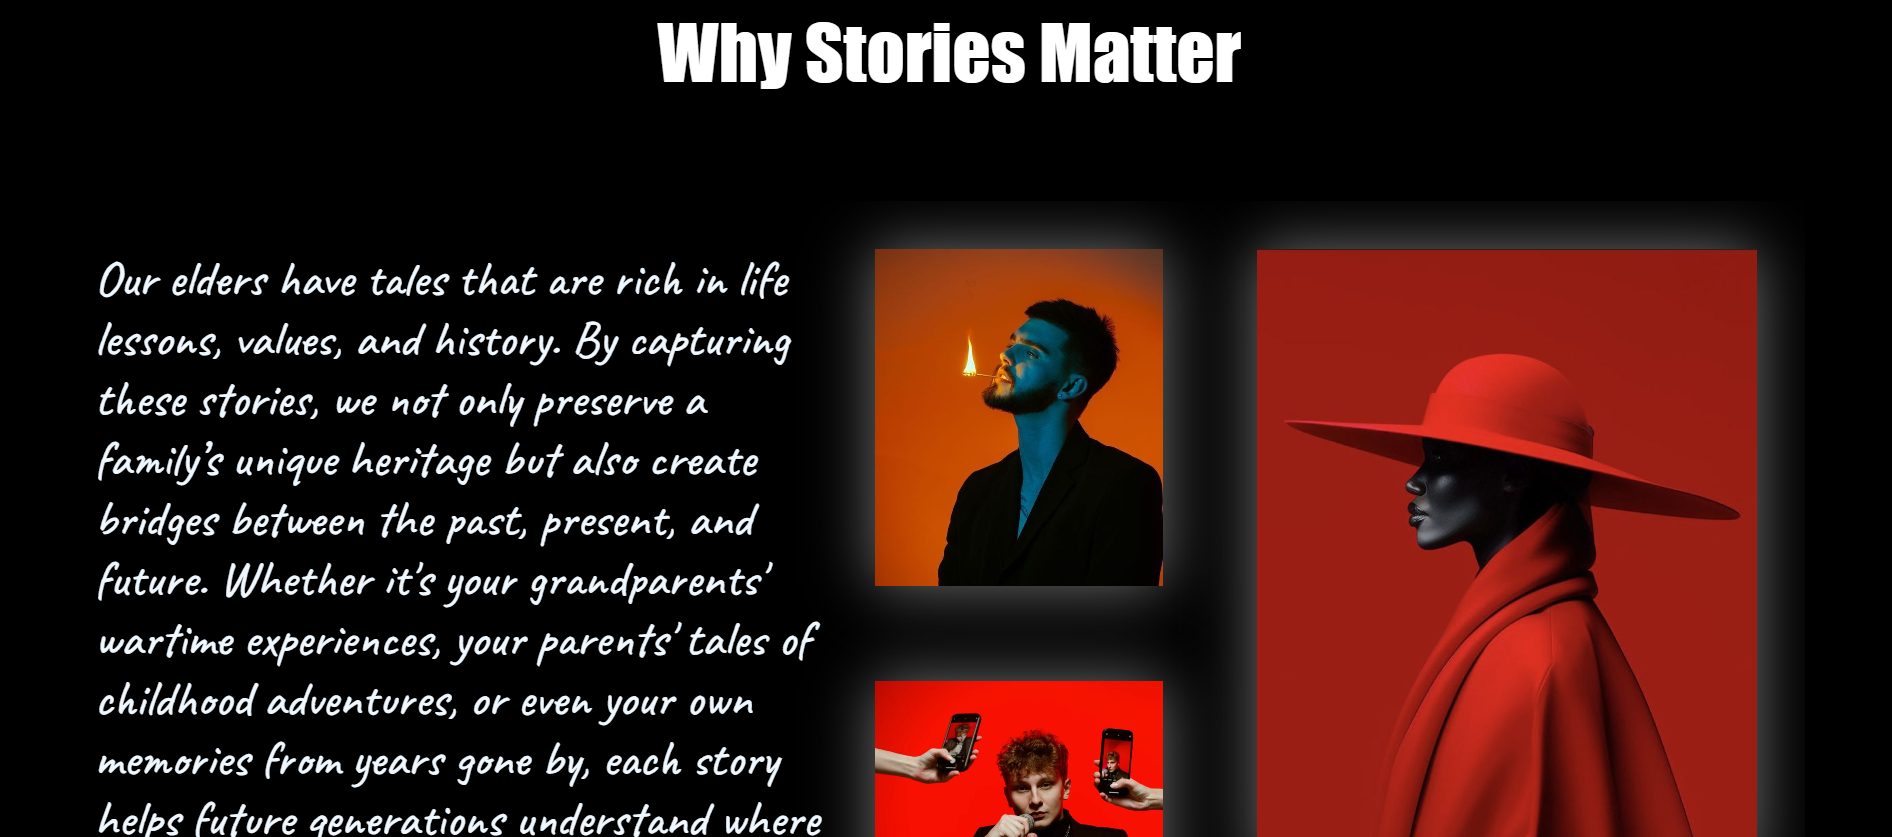 Why Stories Matter
Our elders have tales that are rich in life
lessons, values, and history. By capturing
these stories, we not only preserve a
family’s unique heritage but also create
bridges between the past, present, and
future. Whether it's your grandparents'
wartime experiences, your parents' tales of
childhood adventures, or even your own
memories from years gone by, each story
helps future generations understand where